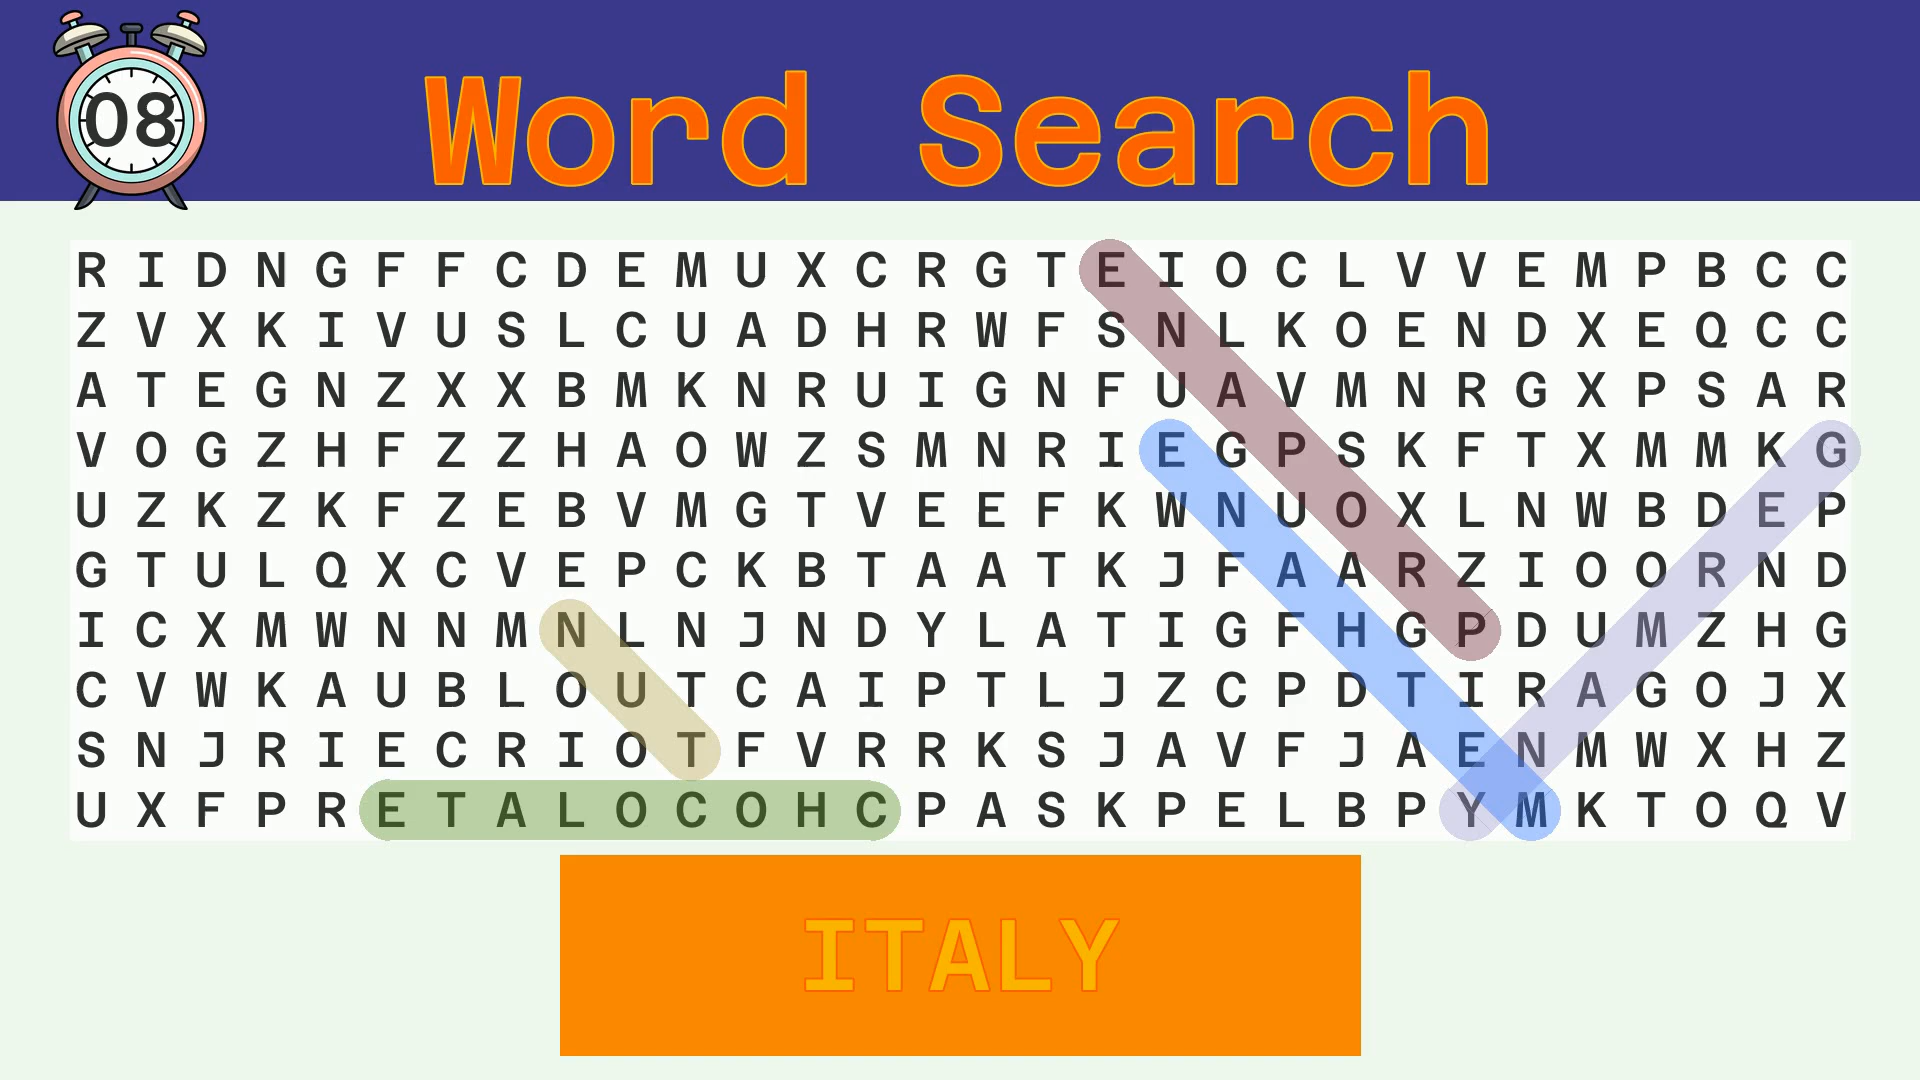 08
Word Search
R I D N G F F C D E M U X C R G T E I O C L V V E M P B C C
Z V X K I V U S L C U A D H R W F S N L K O E N D X E Q C C
A T E G N Z X X B M K N R U I G N F U A V M N R G X P S A R
V O G Z H F Z Z H A O W Z S M N R I E G P S K F T X M M K G
U Z K Z K F Z E B V M G T V E E F K W N U O X L N W B D E P
G T U L Q X C V E P C K B T A A T K J F A A R Z I O O R N D
I C X M W N N M N L N J N D Y L A T I G F H G P D U M Z H G
C V W K A U B L O U T C A I P T L J Z C P D T I R A G O J X
S N J R I E C R I O T F V R R K S J A V F J A E N M W X H Z
U X F P R E T A L O C O H C P A S K P E L B P Y M K T O Q V
ITALY